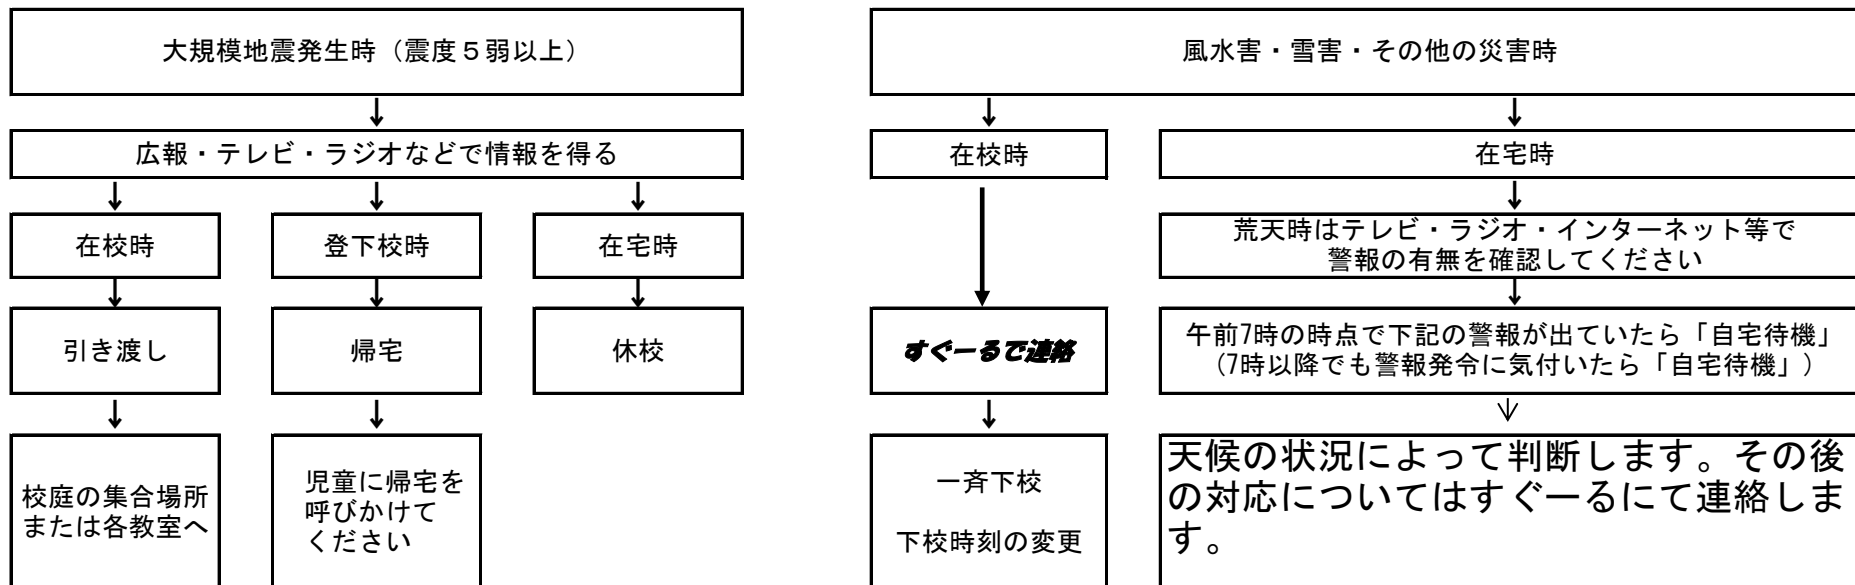 大規模地震発生時（震度５弱以上）
広報・テレビ・ラジオなどで情報を得る
在校時
登下校時
在宅時
引き渡し
帰宅
休校
校庭の集合場所
または各教室へ
児童に帰宅を
呼びかけて
ください
風水害・雪害・その他の災害時
在校時
在宅時
荒天時はテレビ・ラジオ・インターネット等で
警報の有無を確認してください
すぐーるで連絡
午前7時の時点で下記の警報が出ていたら「自宅待機」
（7時以降でも警報発令に気付いたら「自宅待機」）
一斉下校
下校時刻の変更
天候の状況によって判断します。その後
の対応についてはすぐーるにて連絡しま
す。